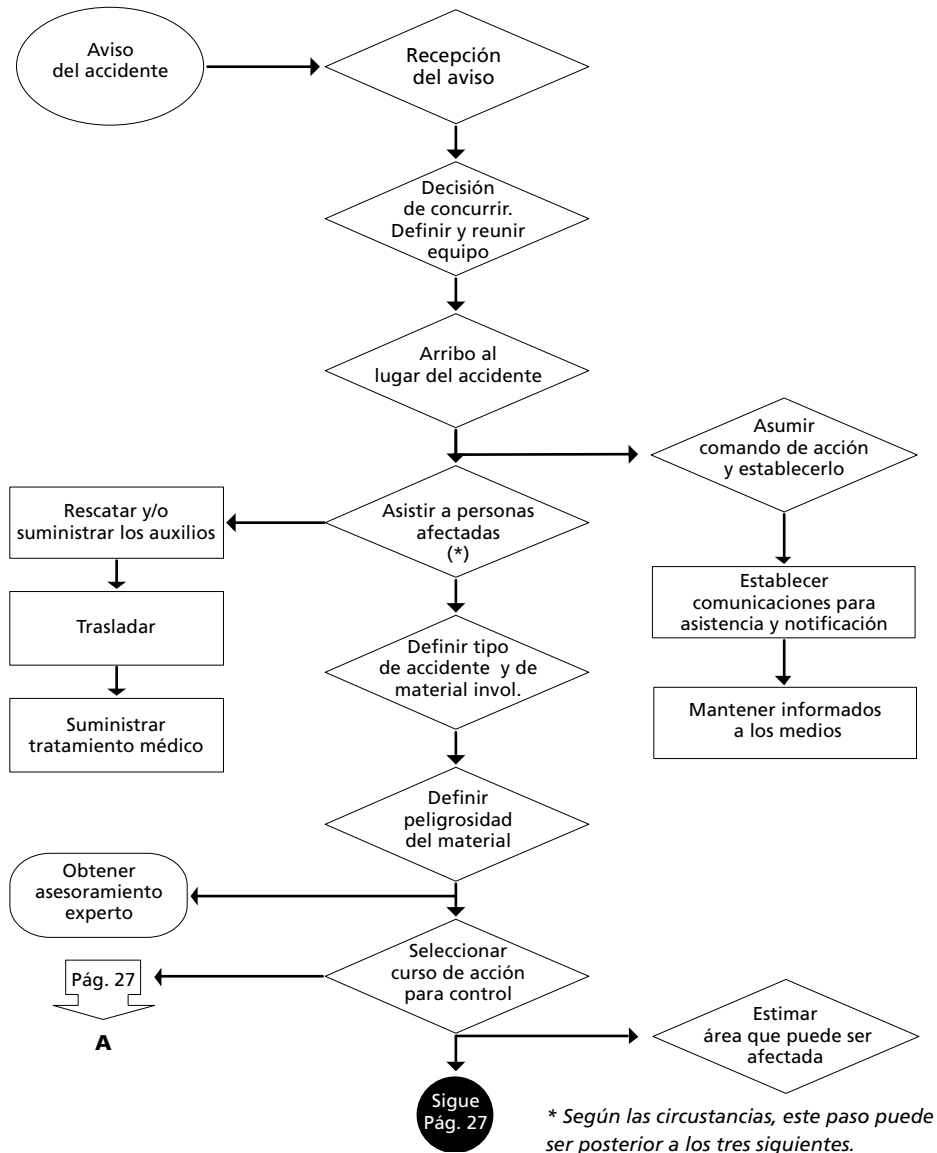 Aviso
del accidente
Recepción
del aviso
Decisión
de concurrir.
Definir y reunir
equipo
Arribo al
lugar del accidente
Asumir
comando de acción
y establecerlo
Rescatar y/o
suministrar los auxilios
Asistir a personas
afectadas
(*)
Establecer
comunicaciones para
asistencia y notificación
Trasladar
Definir tipo
de accidente y de
material invol.
Suministrar
tratamiento médico
Mantener informados
a los medios
Definir
peligrosidad
del material
Obtener
asesoramiento
experto
Seleccionar
curso de acción
para control
Pág. 27
A
Estimar
área que puede ser
afectada
Sigue
Pág. 27
* Según las circustancias, este paso puede
ser posterior a los tres siguientes.